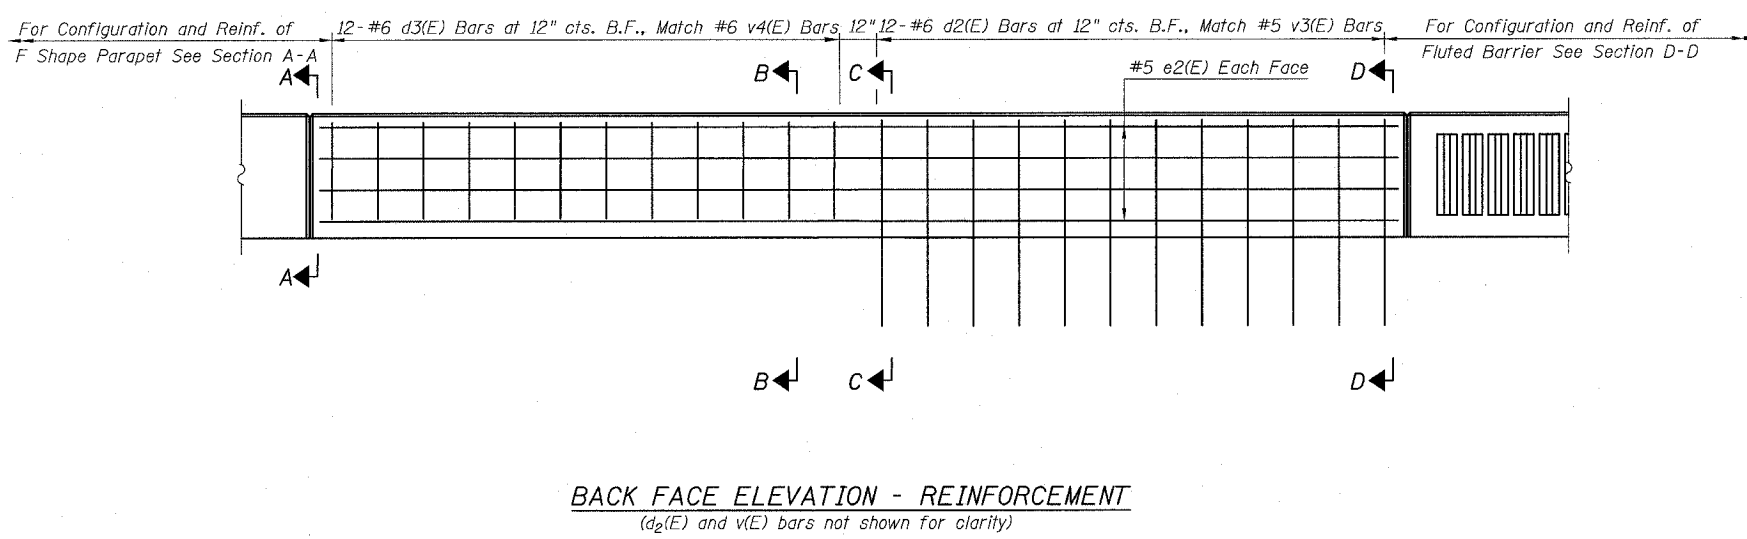 For Configuration and Reinf. of
F Shape Parapet See Section A-A
12-#6 d3(E) Bars at 12" cts. B.F., Match #6 v4(E) Bars
12"
12-#6 d2(E) Bars at 12" cts. B.F., Match #5 v3(E) Bars
For Configuration and Reinf. of
Fluted Barrier See Section D-D
#5 e2(E) Each Face
A
B
C
D
A
B
C
D
BACK FACE ELEVATION - REINFORCEMENT
(d2(E) and v(E) bars not shown for clarity)